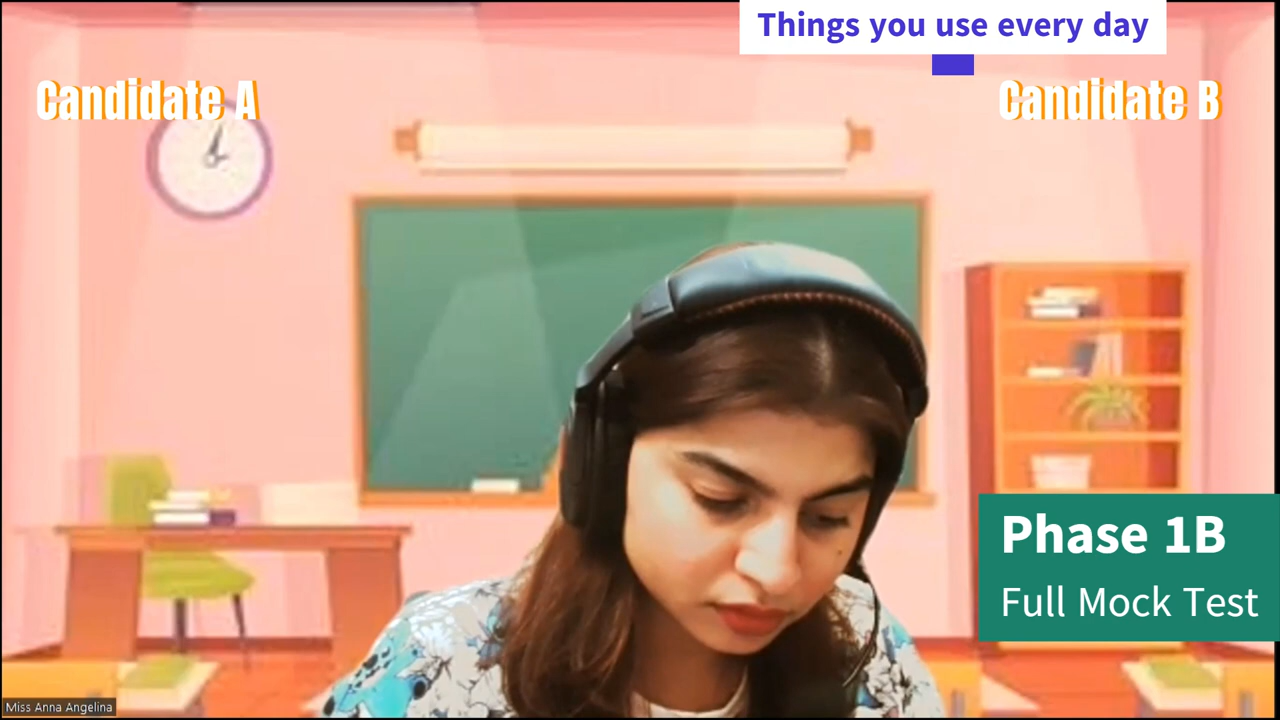 Things you use every day
Candidate A
Candidate B
Phase 1B
Full Mock Test
Miss Anna Angelina